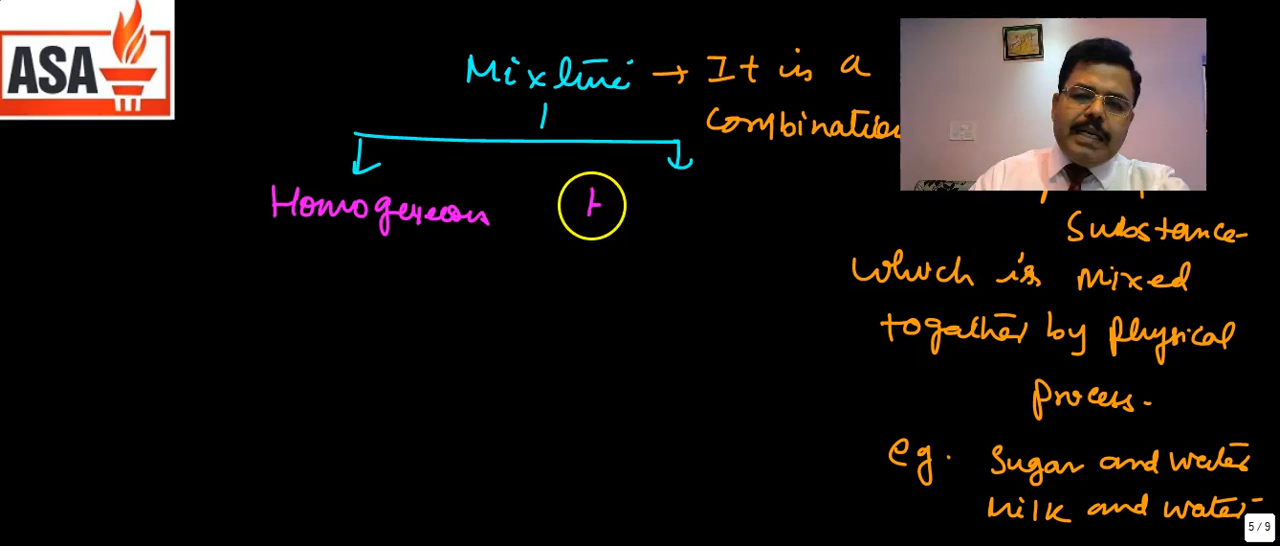 ASA
Mixture → It is a
combination
Homogeneous
H
Substance
which is mixed
togather by physical
process.
eg. Sugar and water
Milk and water
5 / 9